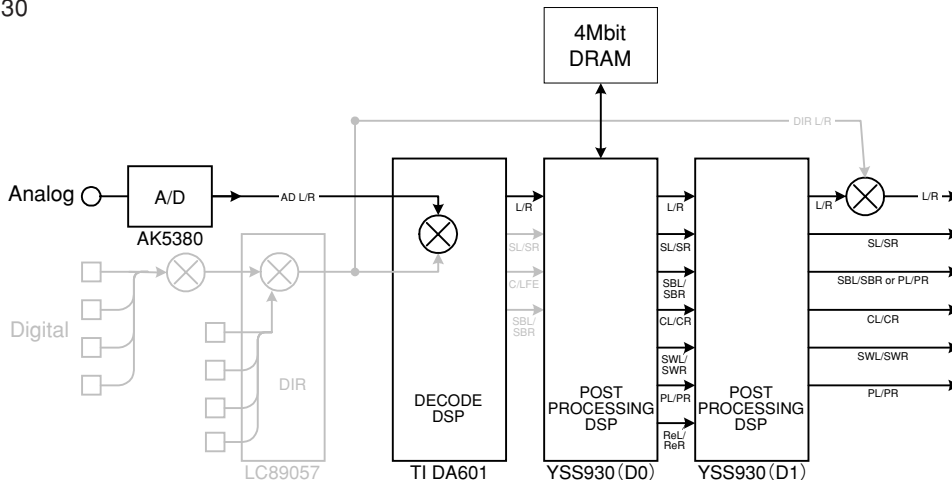 30
4Mbit
DRAM
DIR L/R
Analog
A/D
AD L/R
AK5380
L/R
L/R
L/R
L/R
SL/SR
SL/SR
SL/SR
C/LFE
SBL/
SBR
SBL/SBR or PL/PR
SBL/
SBR
CL/CR
CL/CR
SWL/
SWR
SWL/SWR
PL/PR
PL/PR
ReL/
ReR
Digital
DIR
LC89057
DECODE
DSP
TI DA601
POST
PROCESSING
DSP
YSS930(D0)
POST
PROCESSING
DSP
YSS930(D1)